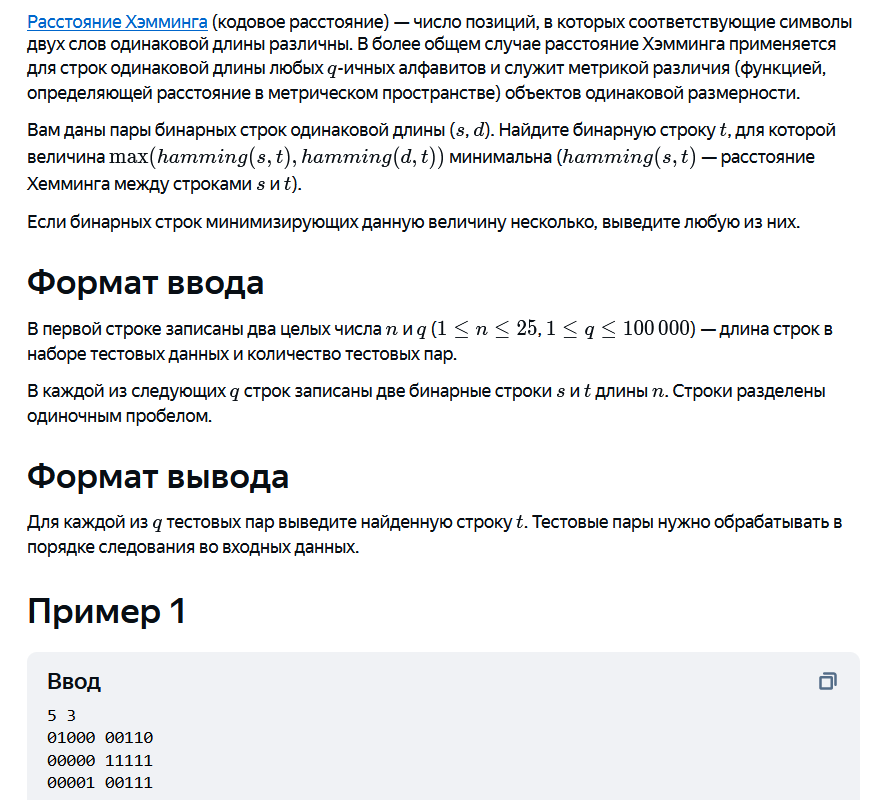 Расстояние Хэмминга (кодовое расстояние) — число позиций, в которых соответствующие символы
двух слов одинаковой длины различны. В более общем случае расстояние Хэмминга применяется
для строк одинаковой длины любых q-ичных алфавитов и служит метрикой различия (функцией,
определяющей расстояние в метрическом пространстве) объектов одинаковой размерности.
Вам даны пары бинарных строк одинаковой длины (s, d). Найдите бинарную строку t, для которой
величина max(hamming(s, t), hamming(d, t)) минимальна (hamming(s, t) — расстояние
Хемминга между строками s и t).
Если бинарных строк минимизирующих данную величину несколько, выведите любую из них.
Формат ввода
В первой строке записаны два целых числа n и q (1 ≤ n ≤ 25, 1 ≤ q ≤ 100 000) — длина строк в
наборе тестовых данных и количество тестовых пар.
В каждой из следующих q строк записаны две бинарные строки s и t длины n. Строки разделены
одиночным пробелом.
Формат вывода
Для каждой из q тестовых пар выведите найденную строку t. Тестовые пары нужно обрабатывать в
порядке следования во входных данных.
Пример 1
Ввод
5 3
01000 00110
00000 11111
00001 00111